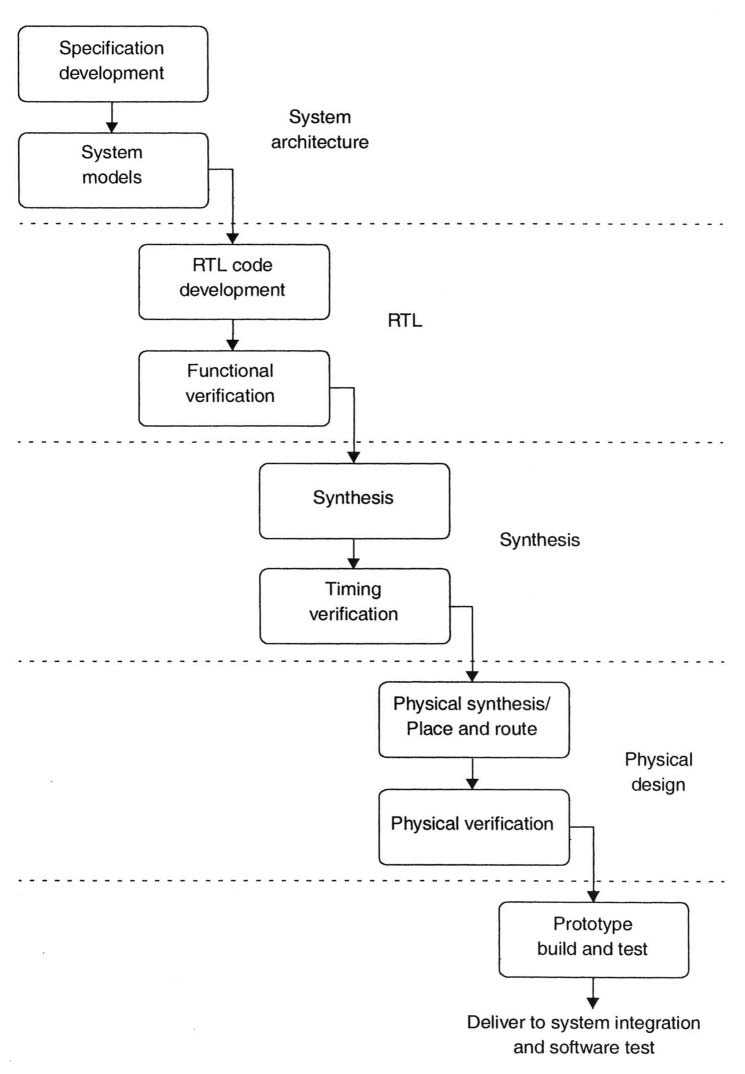 Specification
development
System
architecture
System
models
RTL code
development
RTL
Functional
verification
Synthesis
Synthesis
Timing
verification
Physical synthesis/
Place and route
Physical
design
Physical verification
Prototype
build and test
Deliver to system integration
and software test